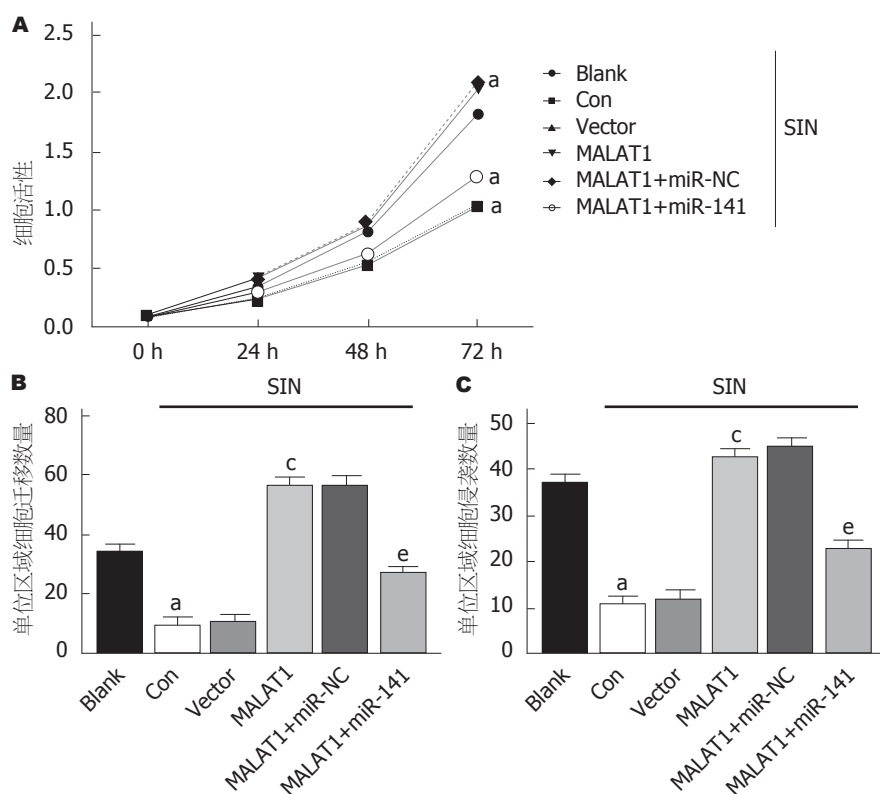 A
细胞活性
2.5
2.0
1.5
1.0
0.5
0.0
0 h
24 h
48 h
72 h
a
a
a
Blank
Con
Vector
MALAT1
MALAT1+miR-NC
MALAT1+miR-141
SIN
B
SIN
单位区域细胞迁移数量
80
60
40
20
0
a
c
e
Blank
Con
Vector
MALAT1
MALAT1+miR-NC
MALAT1+miR-141
C
SIN
单位区域细胞侵袭数量
50
40
30
20
10
0
a
c
e
Blank
Con
Vector
MALAT1
MALAT1+miR-NC
MALAT1+miR-141